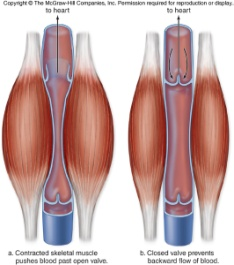 Copyright © The McGraw-Hill Companies, Inc. Permission required for reproduction or display.
to heart
to heart
a. Contracted skeletal muscle
pushes blood past open valve.
b. Closed valve prevents
backward flow of blood.